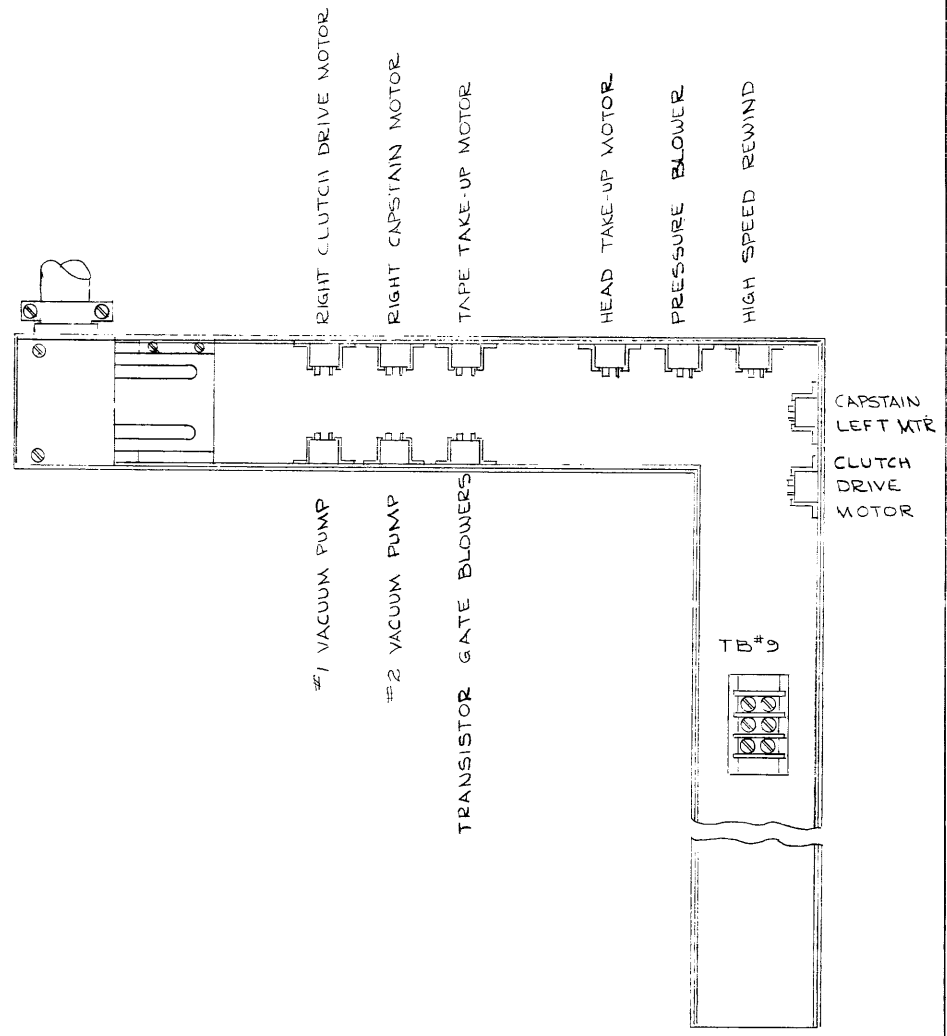 RIGHT CLUTCH DRIVE MOTOR
RIGHT CAPSTAIN MOTOR
TAPE TAKE-UP MOTOR
HEAD TAKE-UP MOTOR
PRESSURE BLOWER
HIGH SPEED REWIND
CAPSTAIN
LEFT MTR
CLUTCH
DRIVE
MOTOR
#1 VACUUM PUMP
#2 VACUUM PUMP
TRANSISTOR GATE BLOWERS
TB#9